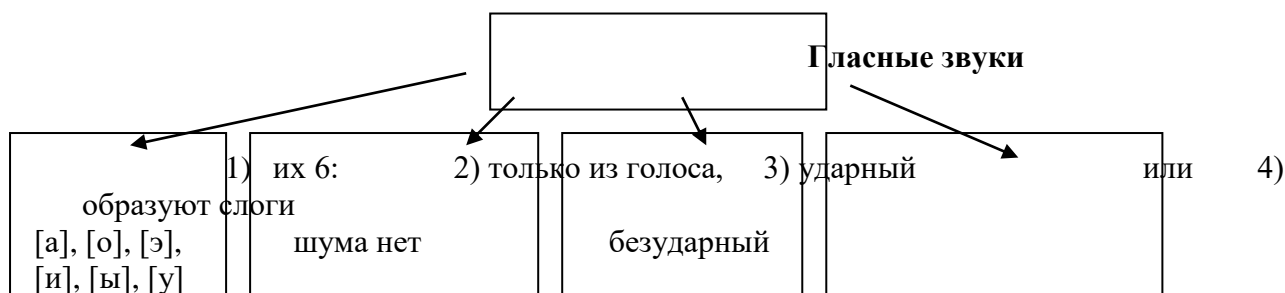 Гласные звуки
1) их 6: 2) только из голоса, 3) ударный или 4)
образуют слоги
[а], [о], [э], шума нет безударный
[и], [ы], [у]